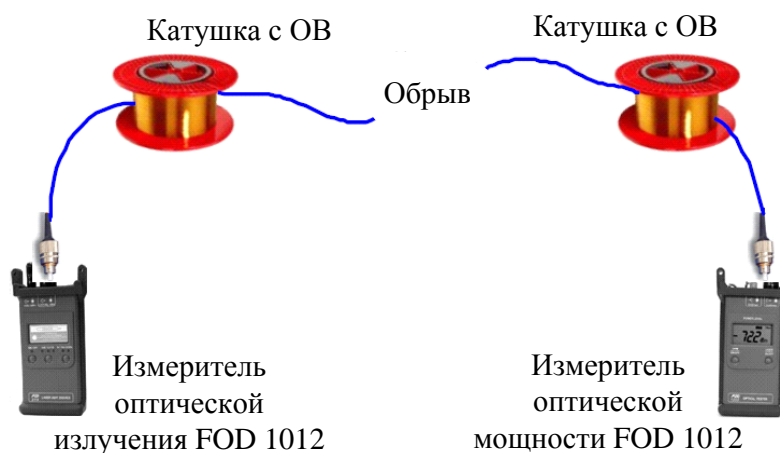 Катушка с ОВ
Катушка с ОВ
Обрыв
Измеритель
оптической
излучения FOD 1012
Измеритель
оптической
мощности FOD 1012